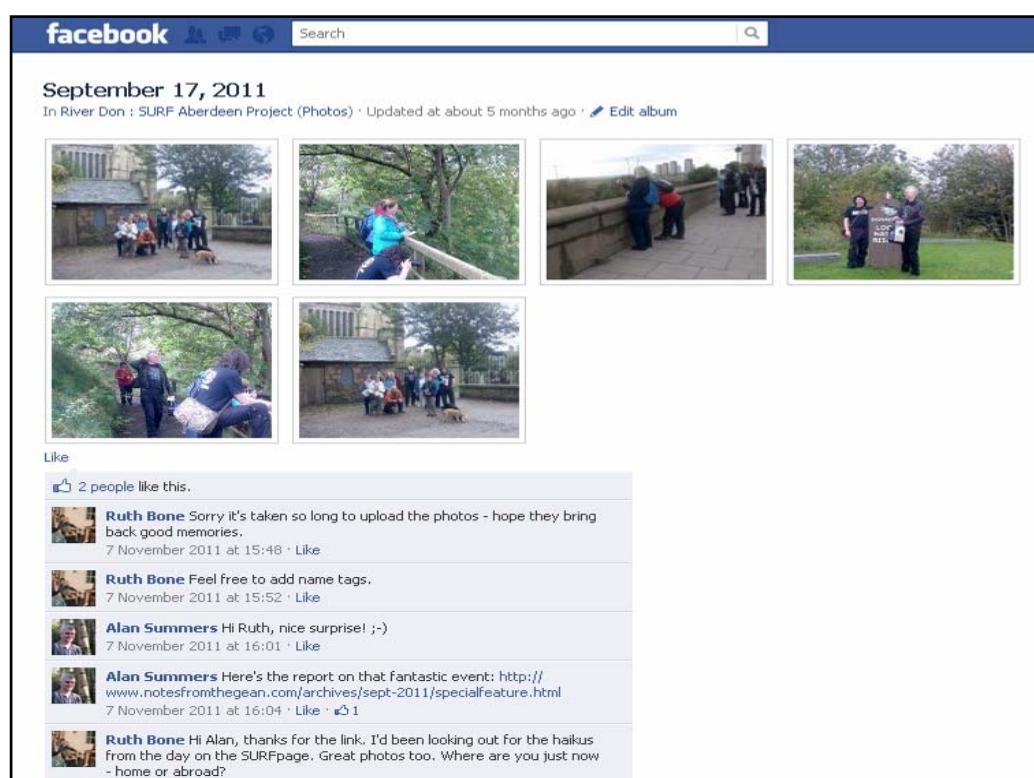 facebook
Search
September 17, 2011
In River Don : SURF Aberdeen Project (Photos) · Updated at about 5 months ago · Edit album
Like
2 people like this.
Ruth Bone Sorry it's taken so long to upload the photos - hope they bring
back good memories.
7 November 2011 at 15:48 · Like
Ruth Bone Feel free to add name tags.
7 November 2011 at 15:52 · Like
Alan Summers Hi Ruth, nice surprise! ;-)
7 November 2011 at 16:01 · Like
Alan Summers Here's the report on that fantastic event: http://
www.notesfromthegean.com/archives/sept-2011/specialfeature.html
7 November 2011 at 16:04 · Like · 1
Ruth Bone Hi Alan, thanks for the link. I'd been looking out for the haikus
from the day on the SURFpage. Great photos too. Where are you just now
- home or abroad?